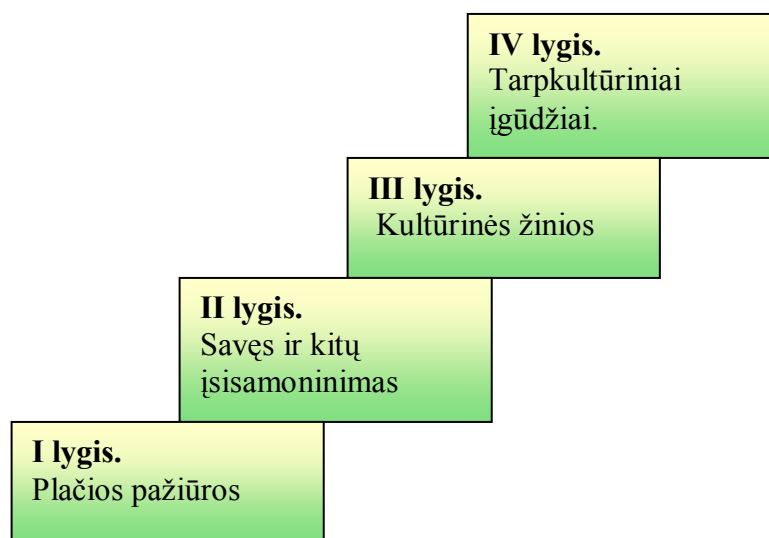 IV lygis.
Tarpkultūriniai
įgūdžiai.
III lygis.
Kultūrinės žinios
II lygis.
Savęs ir kitų
įsisamoninimas
I lygis.
Plačios pažiūros